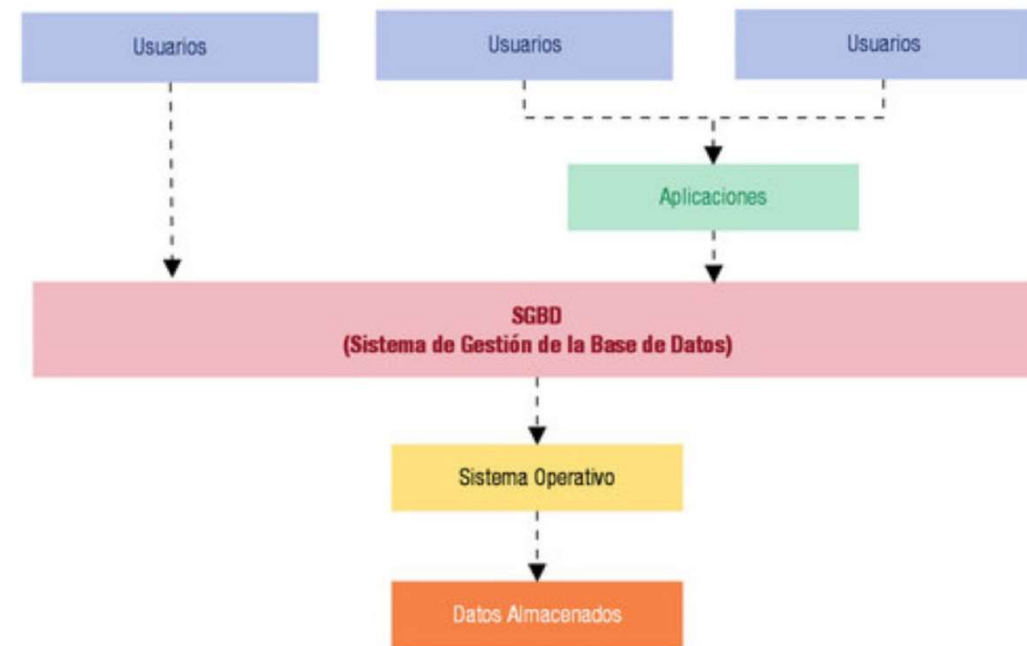 Usuarios
Usuarios
Usuarios
Aplicaciones
SGBD
(Sistema de Gestión de la Base de Datos)
Sistema Operativo
Datos Almacenados